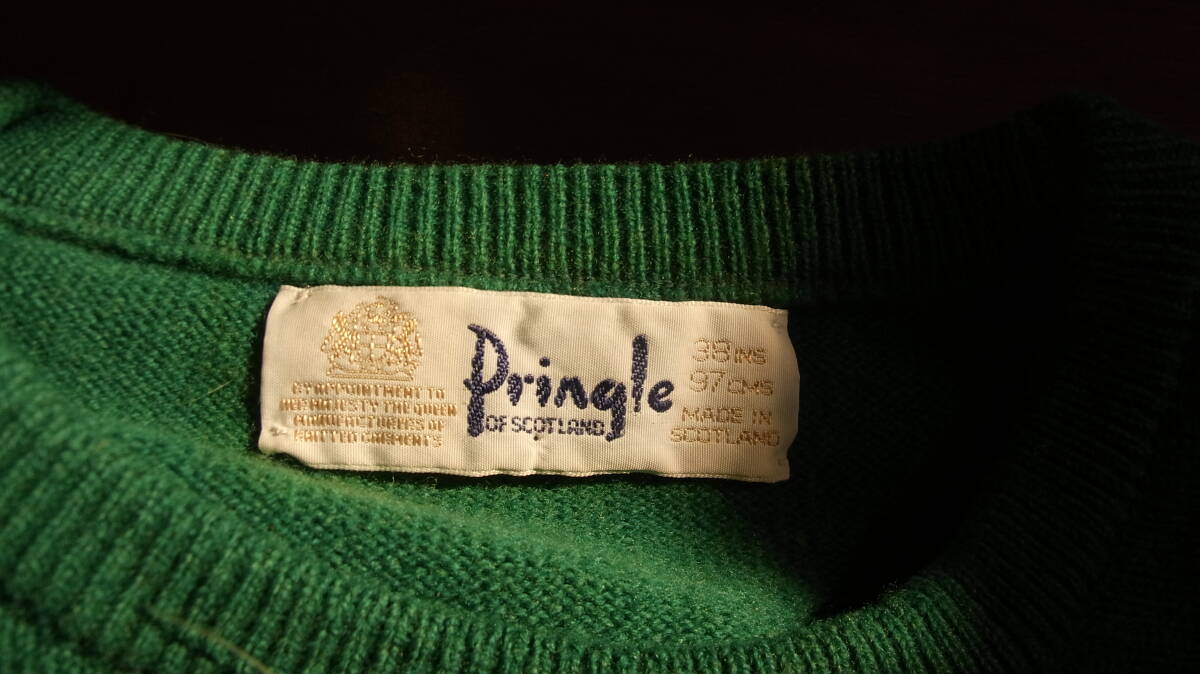 BY APPOINTMENT TO
HER MAJESTY THE QUEEN
MANUFACTURERS OF
KNITTED GARMENTS
Pringle
OF SCOTLAND
38 INS
97 CMS
MADE IN
SCOTLAND